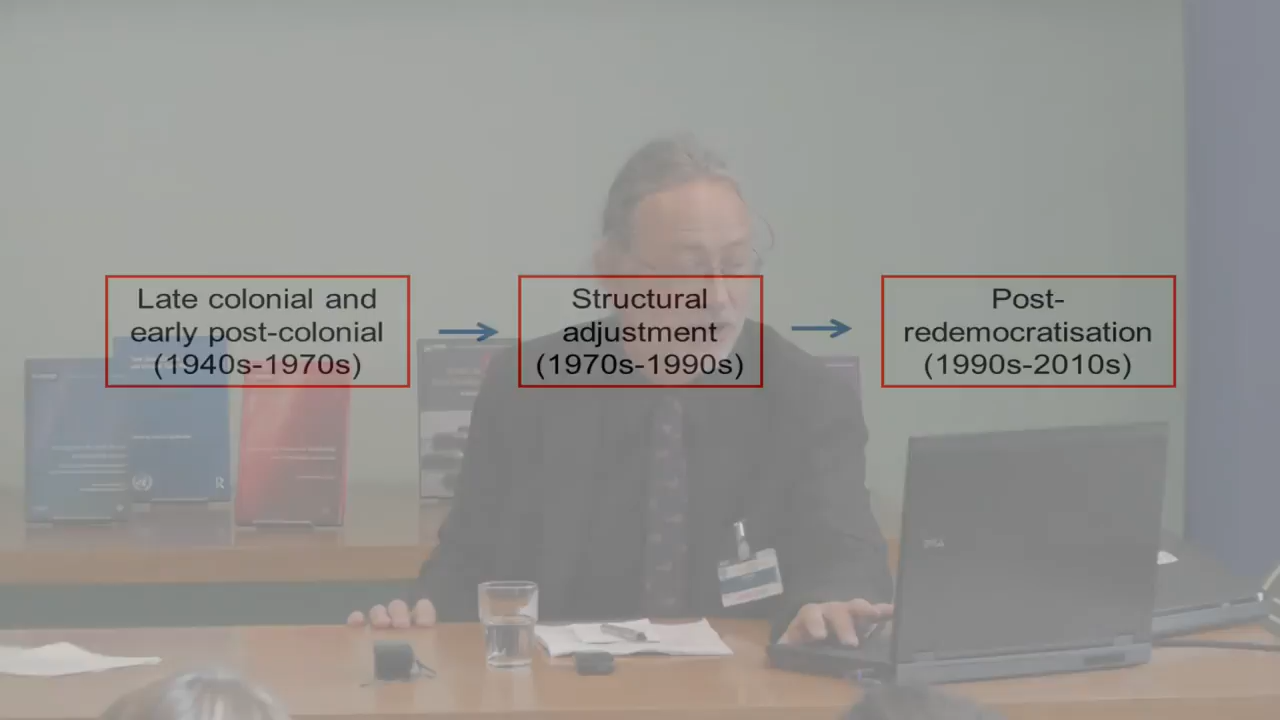 Late colonial and
early post-colonial
(1940s-1970s)
Structural
adjustment
(1970s-1990s)
Post-
redemocratisation
(1990s-2010s)